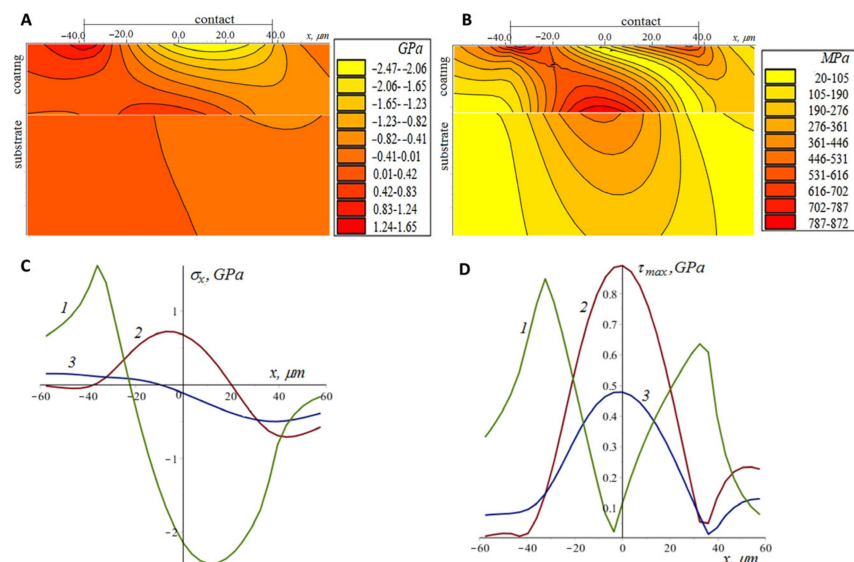 A
contact
-40.0 -20.0 0.0 20.0 40.0 x, μm
coating
substrate
GPa
-2.47--2.06
-2.06--1.65
-1.65--1.23
-1.23--0.82
-0.82--0.41
-0.41-0.01
0.01-0.42
0.42-0.83
0.83-1.24
1.24-1.65
B
contact
-40.0 -20.0 0.0 20.0 40.0 x, μm
coating
substrate
MPa
20-105
105-190
190-276
276-361
361-446
446-531
531-616
616-702
702-787
787-872
C
σx, GPa
1
2
3
1
x, μm
−60 −40 −20 0 20 40 60
−1
−2
D
τmax, GPa
1
2
3
0.8
0.7
0.6
0.5
0.4
0.3
0.2
0.1
−60 −40 −20 0 20 40 60
x, μm